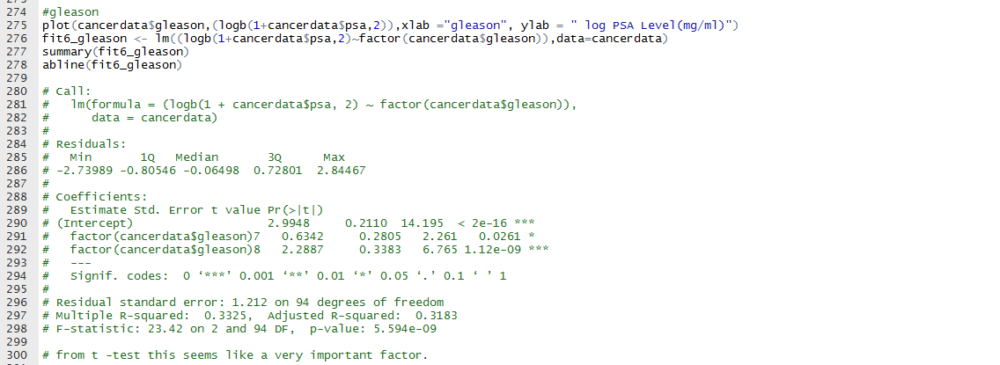 274 #gleason
275 plot(cancerdata$gleason,(logb(1+cancerdata$psa,2)),xlab ="gleason", ylab = " log PSA Level(mg/ml)")
276 fit6_gleason <- lm((logb(1+cancerdata$psa,2)~factor(cancerdata$gleason)),data=cancerdata)
277 summary(fit6_gleason)
278 abline(fit6_gleason)
279
280 # Call:
281 #   lm(formula = (logb(1 + cancerdata$psa, 2) ~ factor(cancerdata$gleason)),
282 #      data = cancerdata)
283 #
284 # Residuals:
285 #   Min       1Q   Median       3Q      Max
286 # -2.73989 -0.80546 -0.06498  0.72801  2.84467
287 #
288 # Coefficients:
289 #   Estimate Std. Error t value Pr(>|t|)
290 # (Intercept)                   2.9948     0.2110  14.195  < 2e-16 ***
291 #   factor(cancerdata$gleason)7   0.6342     0.2805   2.261   0.0261 *
292 #   factor(cancerdata$gleason)8   2.2887     0.3383   6.765 1.12e-09 ***
293 #   ---
294 #   Signif. codes:  0 ‘***’ 0.001 ‘**’ 0.01 ‘*’ 0.05 ‘.’ 0.1 ‘ ’ 1
295 #
296 # Residual standard error: 1.212 on 94 degrees of freedom
297 # Multiple R-squared:  0.3325,  Adjusted R-squared:  0.3183
298 # F-statistic: 23.42 on 2 and 94 DF,  p-value: 5.594e-09
299
300 # from t -test this seems like a very important factor.